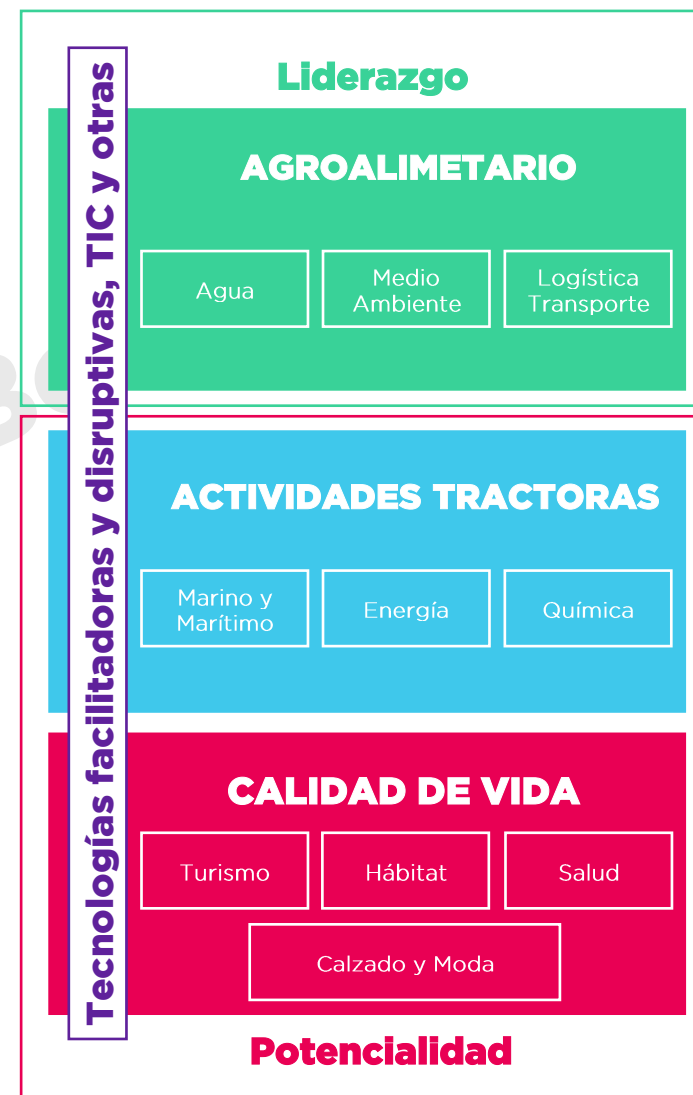 Liderazgo
Tecnologías facilitadoras y disruptivas, TIC y otras
AGROALIMETARIO
Agua
Medio
Ambiente
Logística
Transporte
ACTIVIDADES TRACTORAS
Marino y
Marítimo
Energía
Química
CALIDAD DE VIDA
Turismo
Hábitat
Salud
Calzado y Moda
Potencialidad